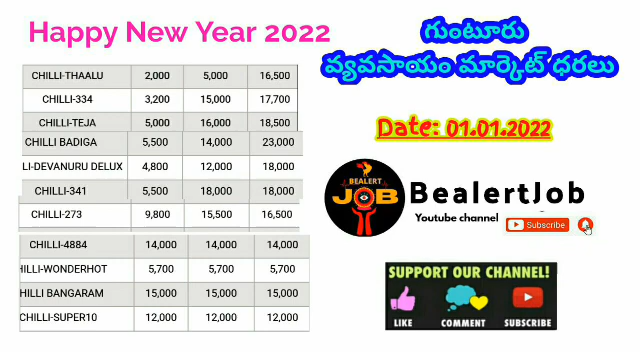 Happy New Year 2022
గుంటూరు
వ్యవసాయం మార్కెట్ ధరలు
Date: 01.01.2022
CHILLI-THAALU 2,000 5,000 16,500
CHILLI-334 3,200 15,000 17,700
CHILLI-TEJA 5,000 16,000 18,500
CHILLI BADIGA 5,500 14,000 23,000
LI-DEVANURU DELUX 4,800 12,000 18,000
CHILLI-341 5,500 18,000 18,000
CHILLI-273 9,800 15,500 16,500
CHILLI-4884 14,000 14,000 14,000
HILLI-WONDERHOT 5,700 5,700 5,700
HILLI BANGARAM 15,000 15,000 15,000
CHILLI-SUPER10 12,000 12,000 12,000
BEALERT
JOB
BealertJob
Youtube channel
Subscribe
SUPPORT OUR CHANNEL!
LIKE COMMENT SUBSCRIBE